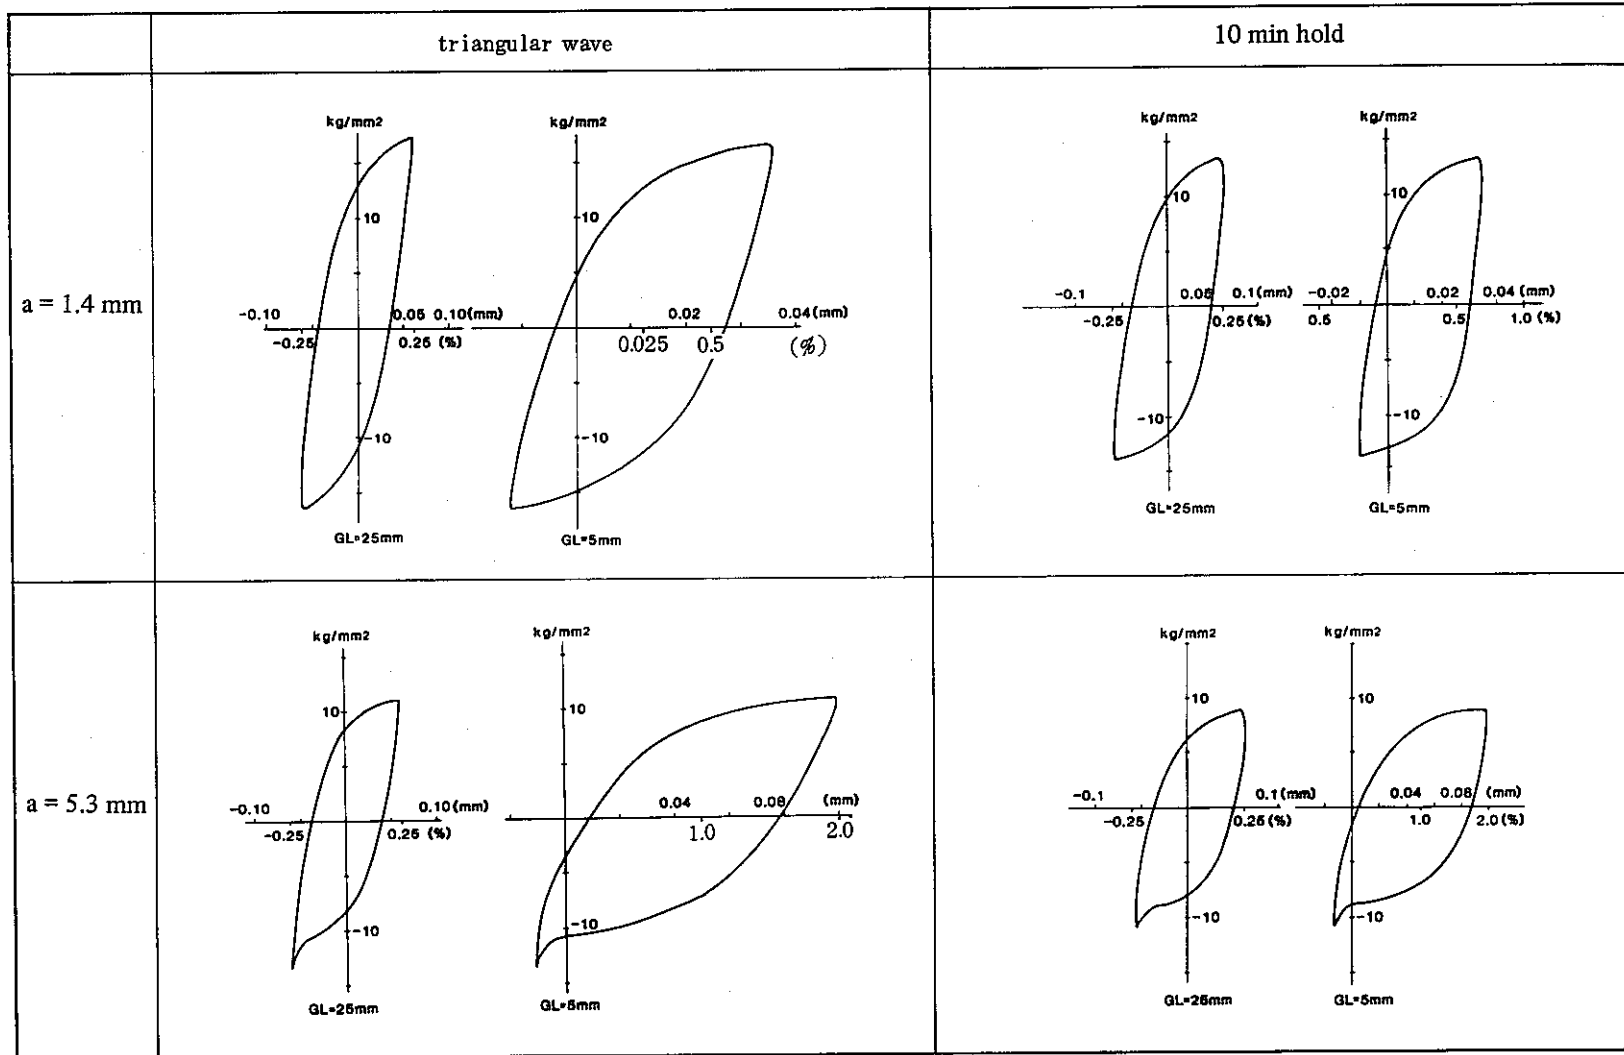 triangular wave
10 min hold
a = 1.4 mm
kg/mm2
10
-0.10
0.05 0.10(mm)
-0.25
0.25 (%)
-10
GL=25mm
kg/mm2
10
0.02
0.04(mm)
0.025 0.5
(%)
-10
GL=5mm
kg/mm2
10
-0.1
0.05 0.1(mm)
-0.25
0.25(%)
-10
GL=25mm
kg/mm2
10
-0.02
0.02 0.04(mm)
0.5
0.5 1.0 (%)
-10
GL=5mm
a = 5.3 mm
kg/mm2
10
-0.10
0.10(mm)
-0.25
0.25 (%)
-10
GL=25mm
kg/mm2
10
0.04 0.08 (mm)
1.0 2.0
-10
GL=5mm
kg/mm2
10
-0.1
0.1(mm)
-0.25
0.25(%)
-10
GL=25mm
kg/mm2
10
0.04 0.08 (mm)
1.0 2.0(%)
-10
GL=5mm